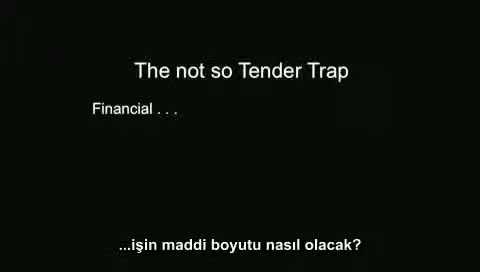 The not so Tender Trap
Financial . . .
...işin maddi boyutu nasıl olacak?